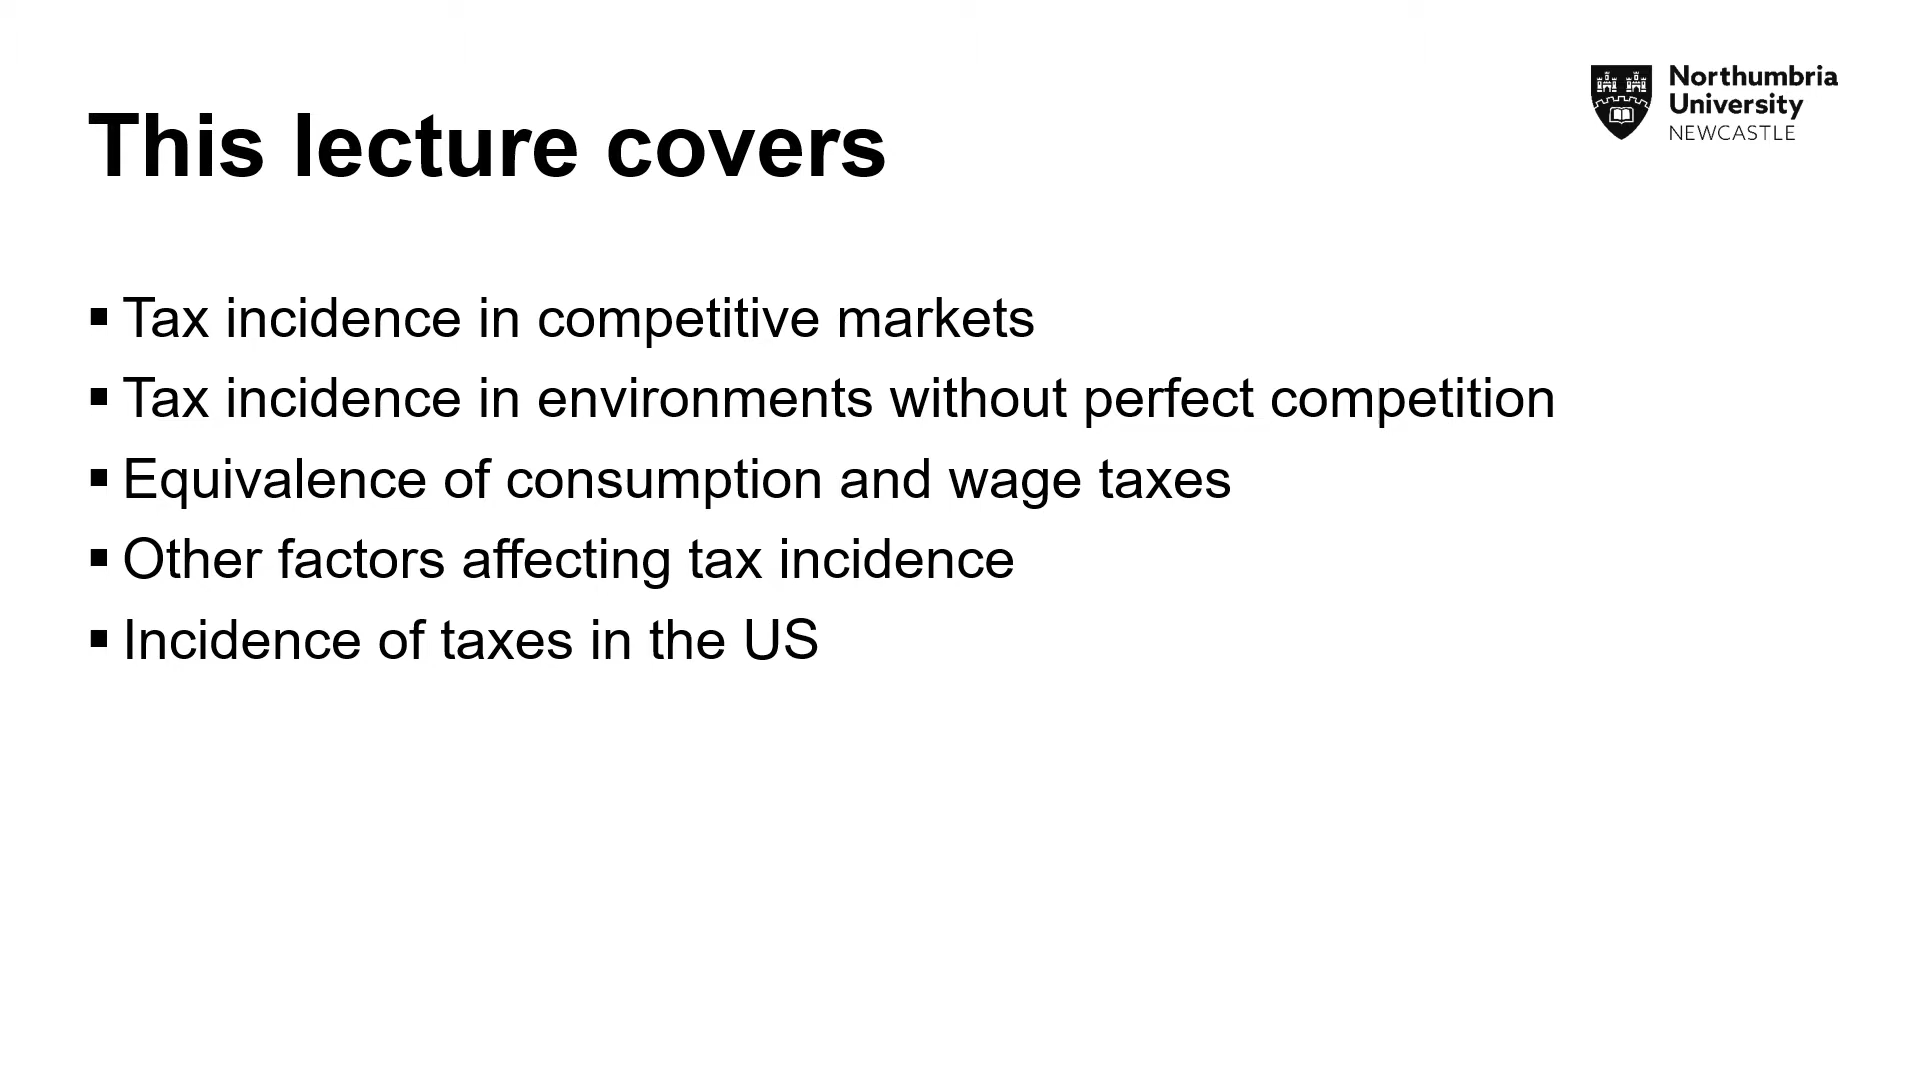 Northumbria
University
NEWCASTLE
This lecture covers
▪ Tax incidence in competitive markets
▪ Tax incidence in environments without perfect competition
▪ Equivalence of consumption and wage taxes
▪ Other factors affecting tax incidence
▪ Incidence of taxes in the US